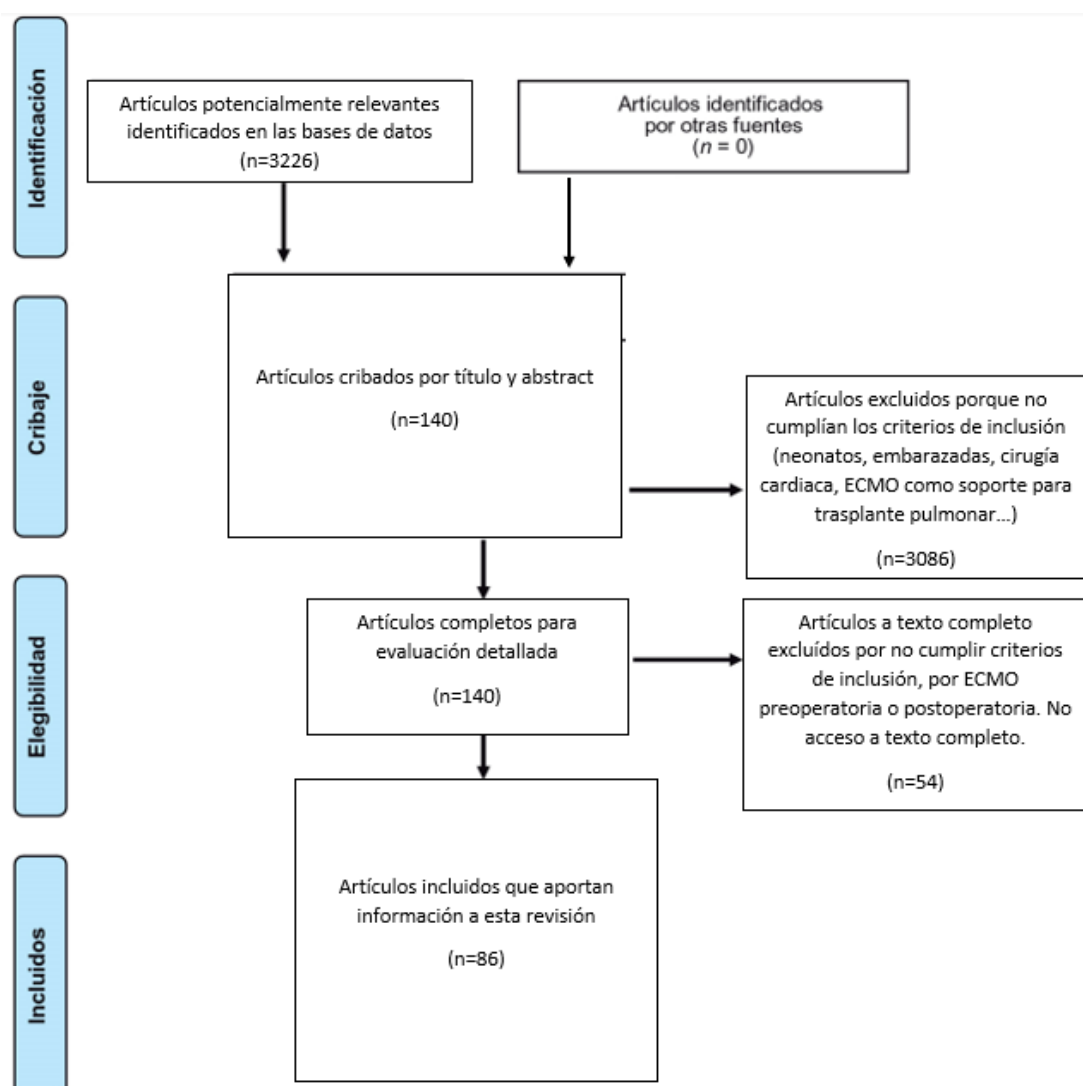 Identificación
Artículos potencialmente relevantes
identificados en las bases de datos
(n=3226)
Artículos identificados
por otras fuentes
(n = 0)
Cribaje
Artículos cribados por título y abstract
(n=140)
Artículos excluidos porque no
cumplían los criterios de inclusión
(neonatos, embarazadas, cirugía
cardiaca, ECMO como soporte para
trasplante pulmonar...)
(n=3086)
Elegibilidad
Artículos completos para
evaluación detallada
(n=140)
Artículos a texto completo
excluídos por no cumplir criterios
de inclusión, por ECMO
preoperatoria o postoperatoria. No
acceso a texto completo.
(n=54)
Incluidos
Artículos incluidos que aportan
información a esta revisión
(n=86)